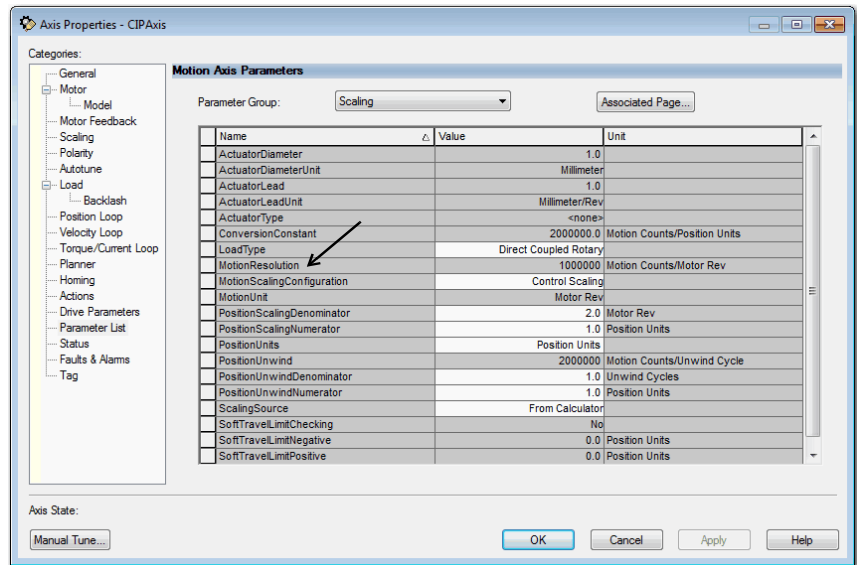 Axis Properties - CIPAxis
Categories:
General
Motor
Model
Motor Feedback
Scaling
Polarity
Autotune
Load
Backlash
Position Loop
Velocity Loop
Torque/Current Loop
Planner
Homing
Actions
Drive Parameters
Parameter List
Status
Faults & Alarms
Tag
Motion Axis Parameters
Parameter Group: Scaling Associated Page...
Name Value Unit
ActuatorDiameter 1.0
ActuatorDiameterUnit Millimeter
ActuatorLead 1.0
ActuatorLeadUnit Millimeter/Rev
ActuatorType <none>
ConversionConstant 2000000.0 Motion Counts/Position Units
LoadType Direct Coupled Rotary
MotionResolution 1000000 Motion Counts/Motor Rev
MotionScalingConfiguration Control Scaling
MotionUnit Motor Rev
PositionScalingDenominator 2.0 Motor Rev
PositionScalingNumerator 1.0 Position Units
PositionUnits Position Units
PositionUnwind 2000000 Motion Counts/Unwind Cycle
PositionUnwindDenominator 1.0 Unwind Cycles
PositionUnwindNumerator 1.0 Position Units
ScalingSource From Calculator
SoftTravelLimitChecking No
SoftTravelLimitNegative 0.0 Position Units
SoftTravelLimitPositive 0.0 Position Units
Axis State:
Manual Tune... OK Cancel Apply Help